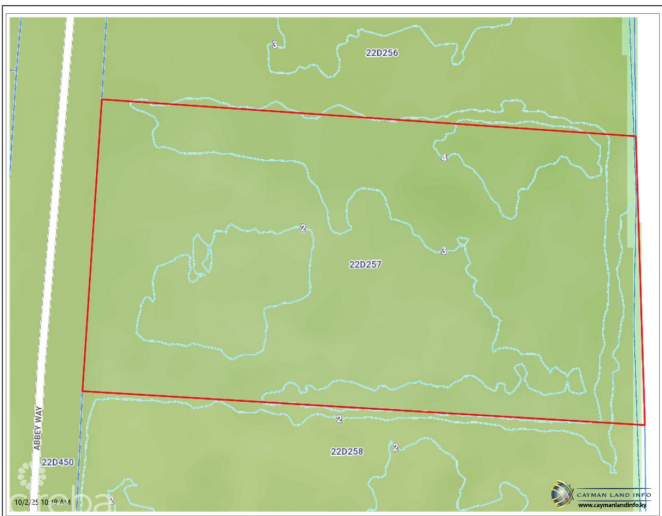 3
22D256
4
2
3
22D257
ABBEY WAY
2
22D258
2
22D450
3
10/2/25 10:19 AM
CAYMAN LAND INFO
www.caymanlandinfo.ky